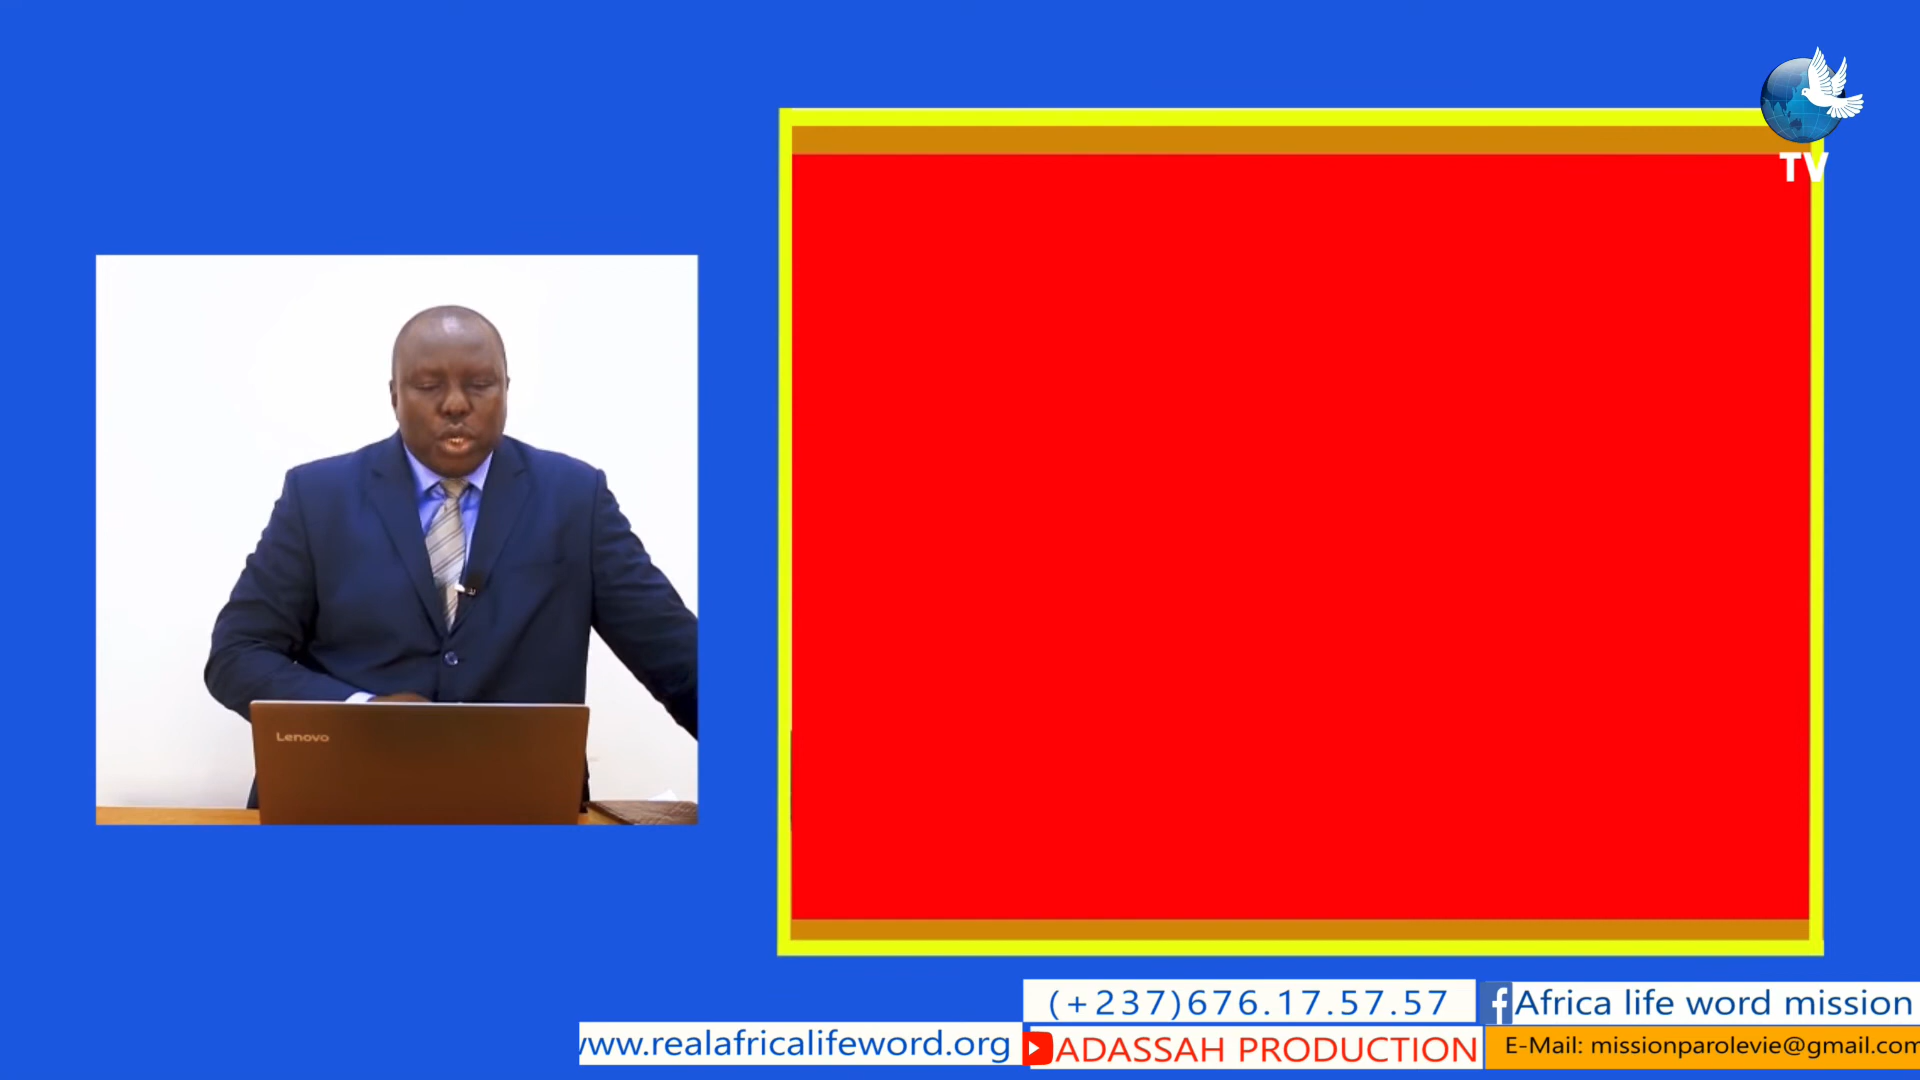 TV
Lenovo
(+237)676.17.57.57
Africa life word mission
www.realafricalifeword.org
ADASSAH PRODUCTION
E-Mail: missionparolevie@gmail.com